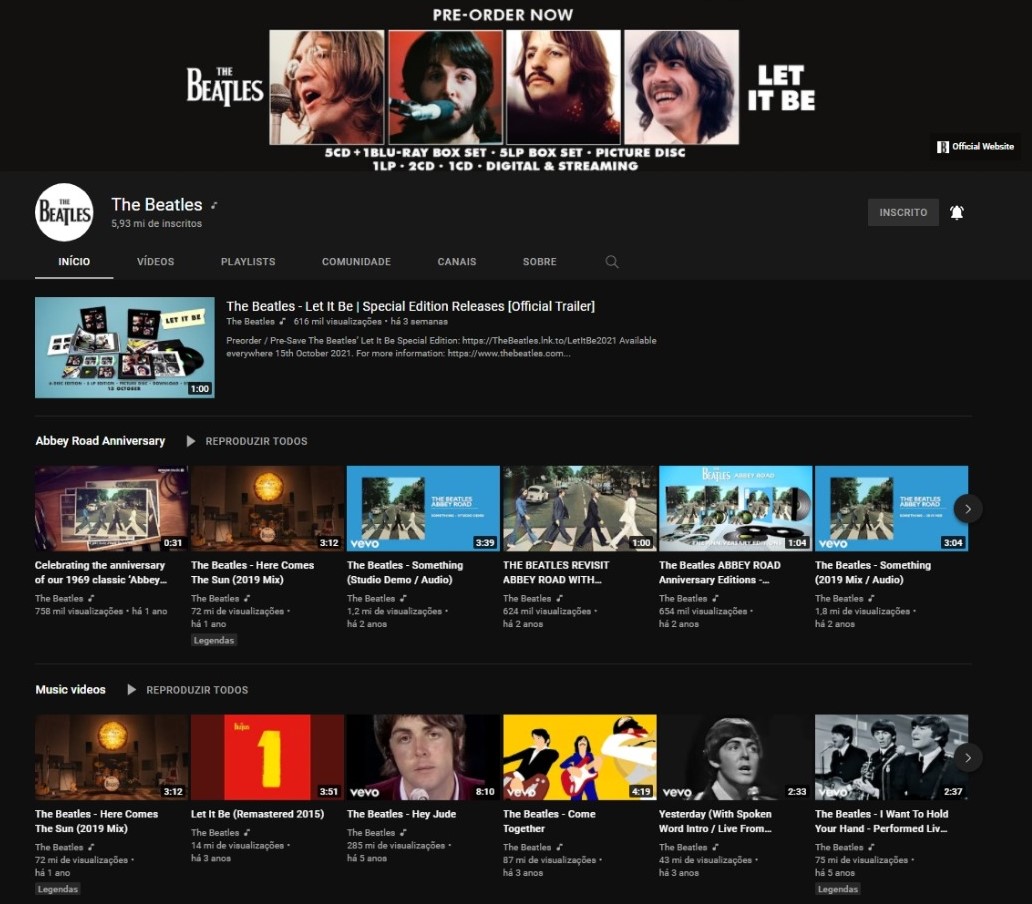 PRE-ORDER NOW
THE
BEATLES
LET
IT BE
5CD + 1BLU-RAY BOX SET · 5LP BOX SET · PICTURE DISC
1LP · 2CD · 1CD · DIGITAL & STREAMING
Official Website
THE
BEATLES
The Beatles
5,93 mi de inscritos
INSCRITO
INÍCIO VÍDEOS PLAYLISTS COMUNIDADE CANAIS SOBRE
LET IT BE
12 OCTOBER
1:00
The Beatles - Let It Be | Special Edition Releases [Official Trailer]
The Beatles 616 mil visualizações • há 3 semanas
Preorder / Pre-Save The Beatles' Let It Be Special Edition: https://TheBeatles.lnk.to/LetItBe2021 Available
everywhere 15th October 2021. For more information: https://www.thebeatles.com...
Abbey Road Anniversary REPRODUZIR TODOS
0:31
Celebrating the anniversary
of our 1969 classic 'Abbey...
The Beatles
758 mil visualizações • há 1 ano
3:12
The Beatles - Here Comes
The Sun (2019 Mix)
The Beatles
72 mi de visualizações •
há 1 ano
Legendas
THE BEATLES
ABBEY ROAD
vevo
3:39
The Beatles - Something
(Studio Demo / Audio)
The Beatles
1,2 mi de visualizações •
há 2 anos
1:00
THE BEATLES REVISIT
ABBEY ROAD WITH...
The Beatles
624 mil visualizações •
há 2 anos
THE BEATLES ABBEY ROAD
1:04
The Beatles ABBEY ROAD
Anniversary Editions -...
The Beatles
654 mil visualizações •
há 2 anos
THE BEATLES
ABBEY ROAD
vevo
3:04
The Beatles - Something
(2019 Mix / Audio)
The Beatles
1,8 mi de visualizações •
há 2 anos
Music videos REPRODUZIR TODOS
3:12
The Beatles - Here Comes
The Sun (2019 Mix)
The Beatles
72 mi de visualizações •
há 1 ano
Legendas
Beatles
1
3:51
Let It Be (Remastered 2015)
The Beatles
14 mi de visualizações •
há 3 anos
vevo
8:10
The Beatles - Hey Jude
The Beatles
285 mi de visualizações •
há 5 anos
vevo
4:19
The Beatles - Come
Together
The Beatles
87 mi de visualizações •
há 3 anos
vevo
2:33
Yesterday (With Spoken
Word Intro / Live From...
The Beatles
43 mi de visualizações •
há 3 anos
vevo
2:37
The Beatles - I Want To Hold
Your Hand - Performed Liv...
The Beatles
75 mi de visualizações •
há 5 anos
Legendas